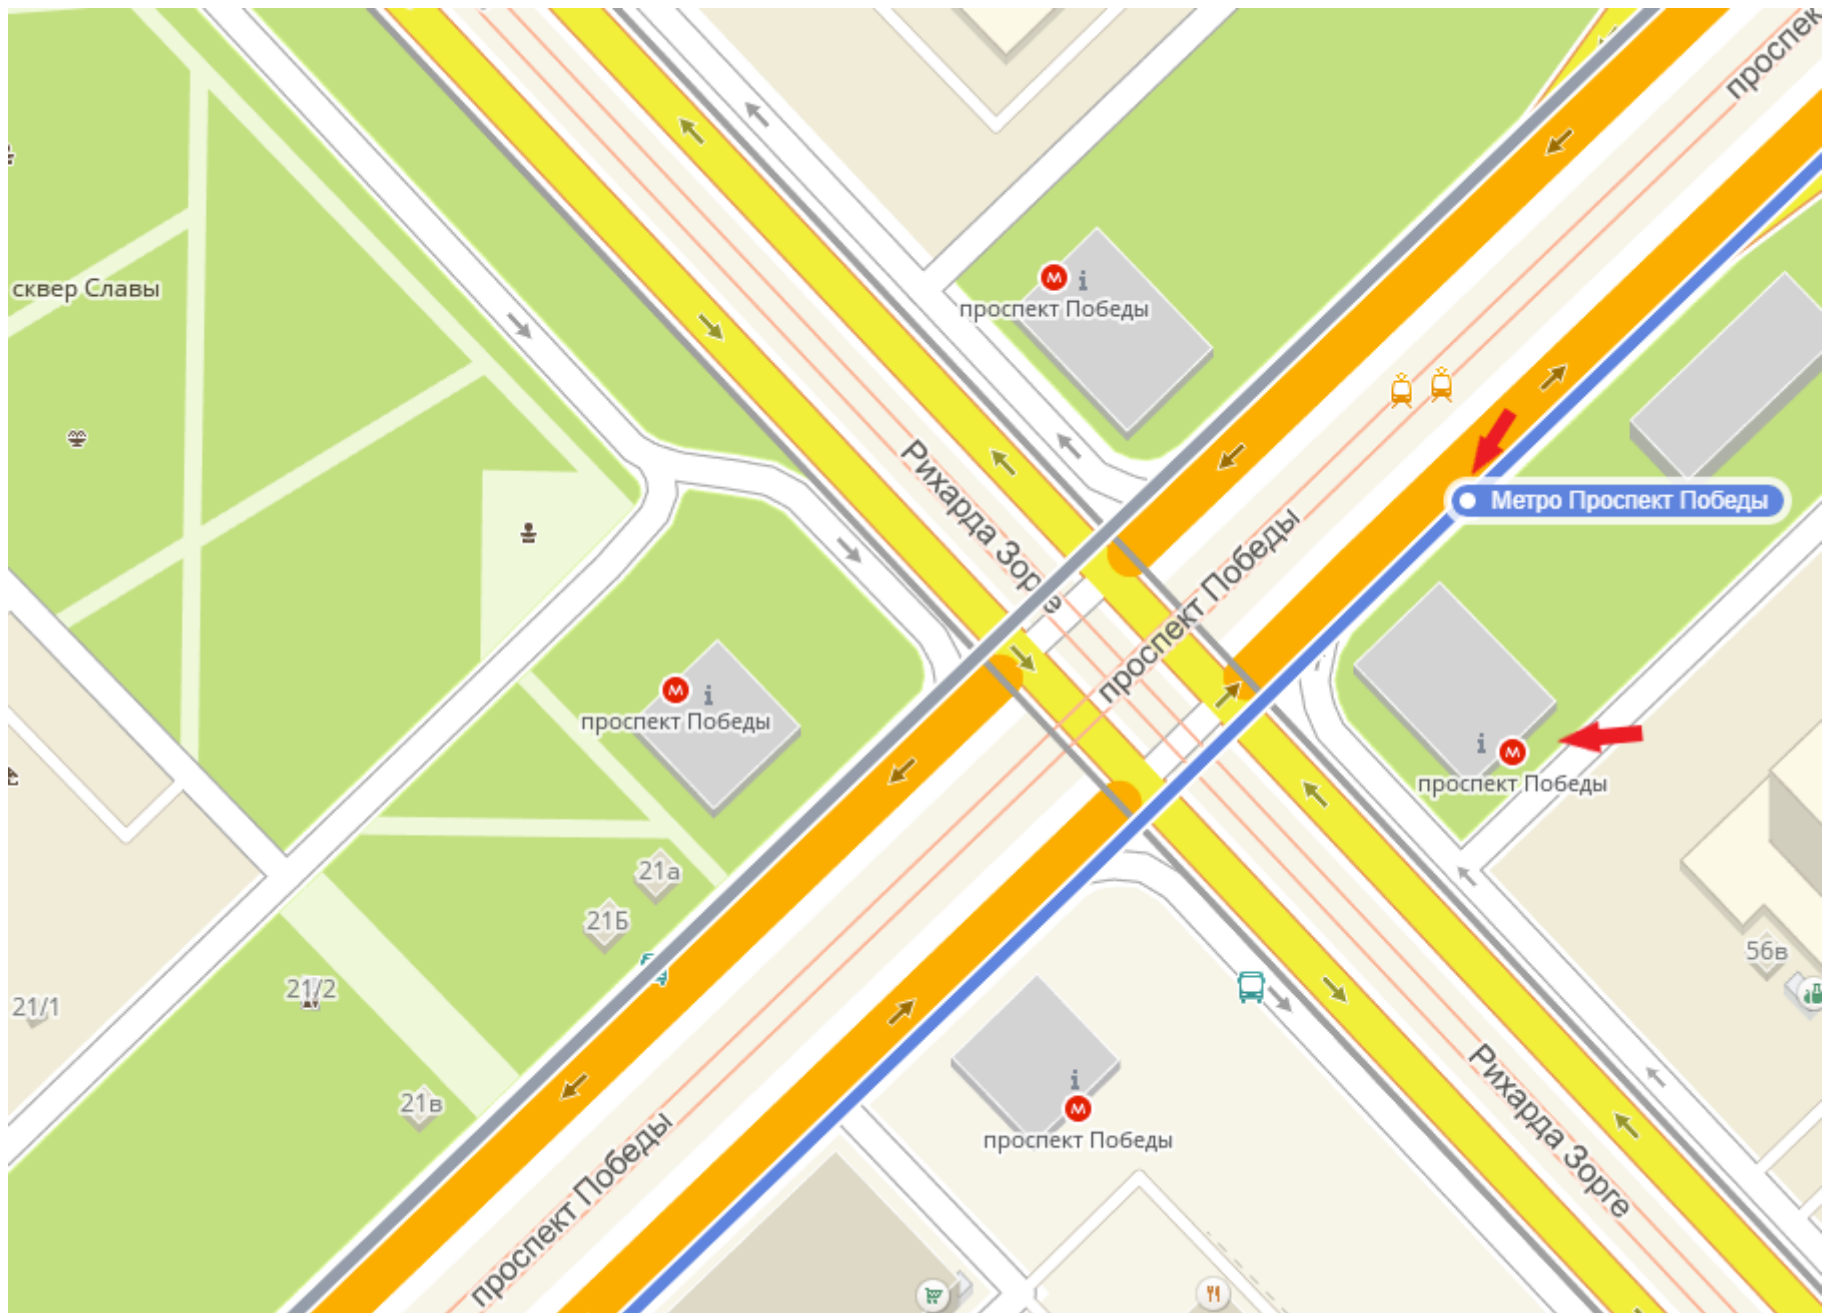 проспек
сквер Славы
проспект Победы
Рихарда Зорге
Метро Проспект Победы
проспект Победы
проспект Победы
проспект Победы
21а
21Б
56в
21/2
21/1
21в
проспект Победы
Рихарда Зорге
проспект Победы